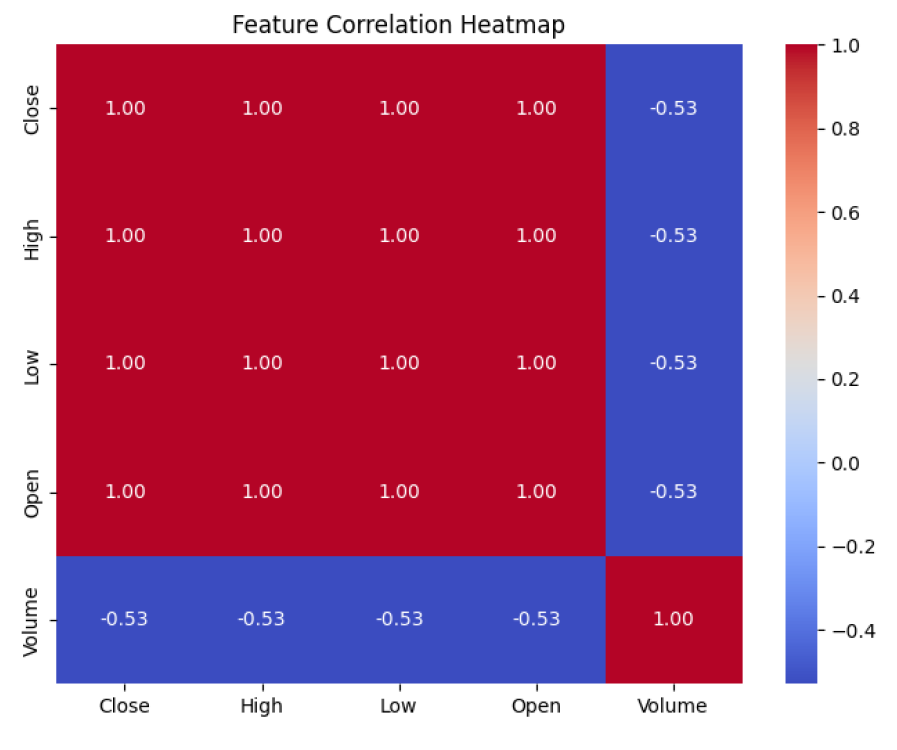 Feature Correlation Heatmap
Close 1.00 1.00 1.00 1.00 -0.53
High 1.00 1.00 1.00 1.00 -0.53
Low 1.00 1.00 1.00 1.00 -0.53
Open 1.00 1.00 1.00 1.00 -0.53
Volume -0.53 -0.53 -0.53 -0.53 1.00
Close High Low Open Volume
1.0
0.8
0.6
0.4
0.2
0.0
−0.2
−0.4